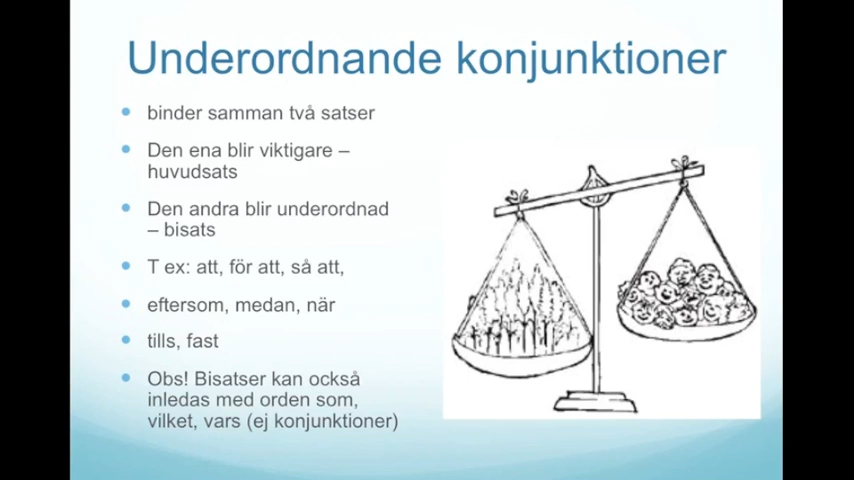 Underordnande konjunktioner
• binder samman två satser
• Den ena blir viktigare –
huvudsats
• Den andra blir underordnad
– bisats
• T ex: att, för att, så att,
• eftersom, medan, när
• tills, fast
• Obs! Bisatser kan också
inledas med orden som,
vilket, vars (ej konjunktioner)